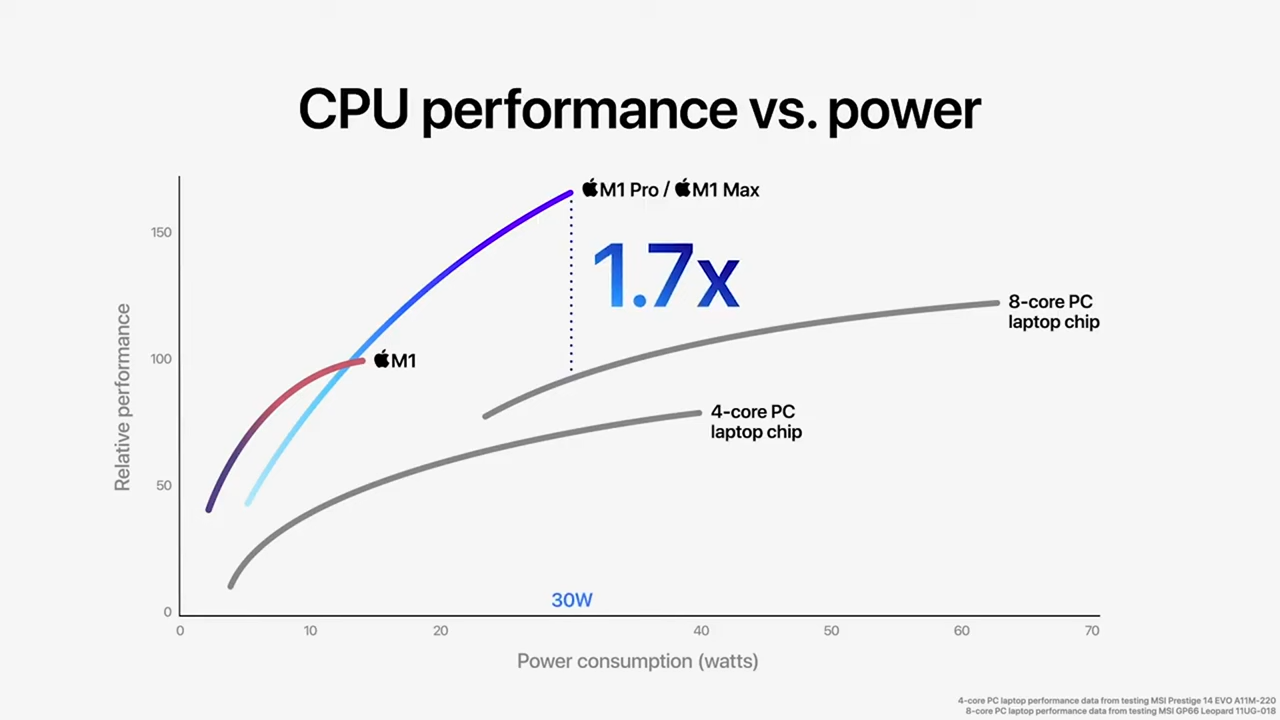 CPU performance vs. power
M1 Pro / M1 Max
150
1.7x
8-core PC
laptop chip
Relative performance
100
M1
4-core PC
laptop chip
50
30W
0
0 10 20 40 50 60 70
Power consumption (watts)
4-core PC laptop performance data from testing MSI Prestige 14 EVO A11M-220
8-core PC laptop performance data from testing MSI GP66 Leopard 11UG-018